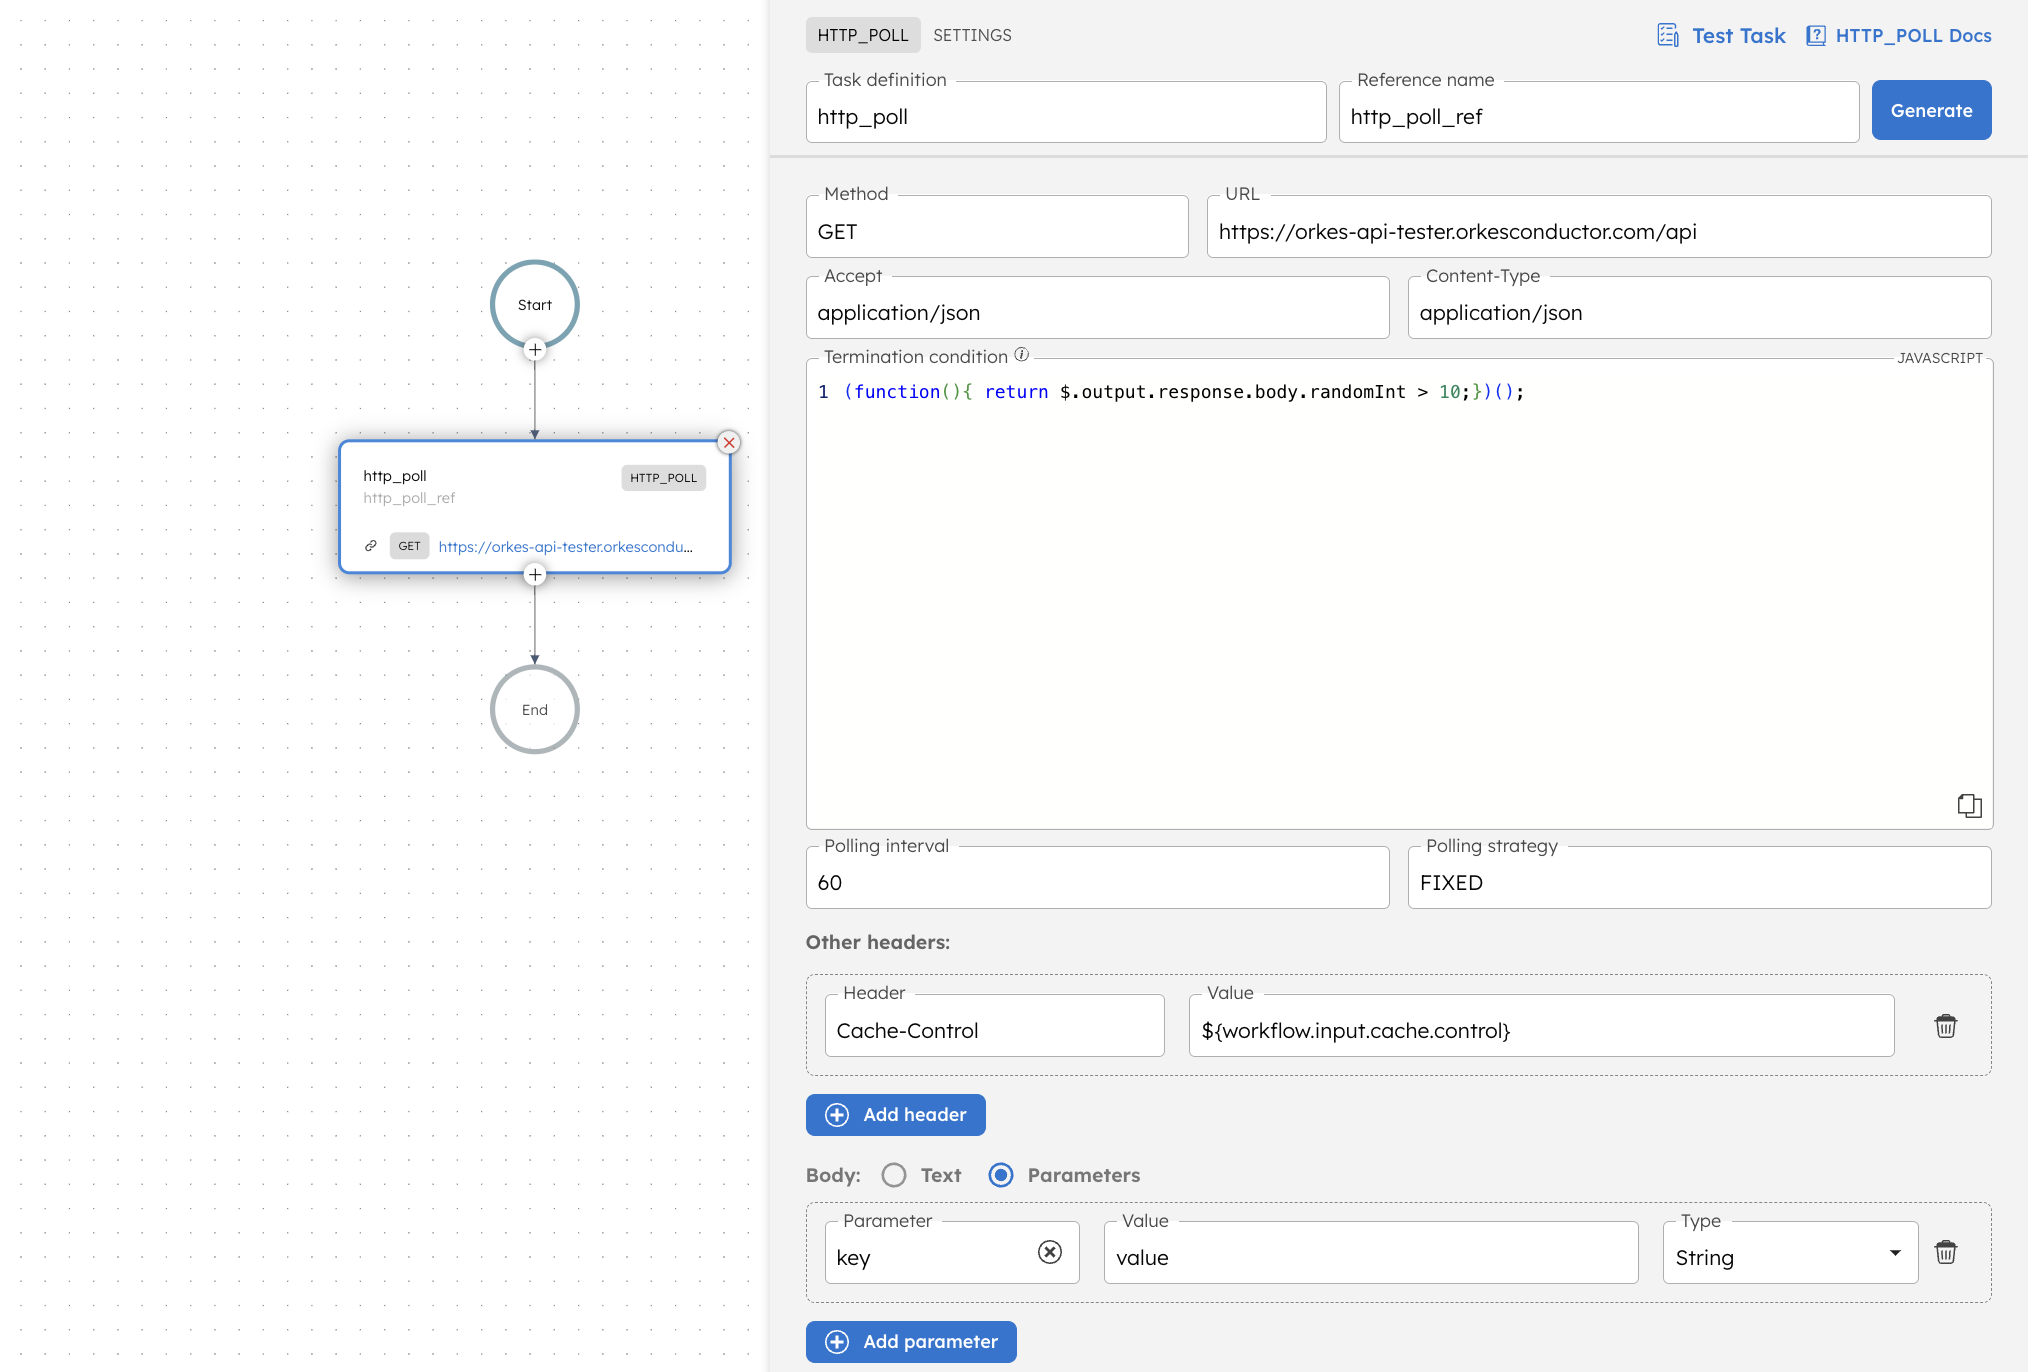 Start
http_poll
HTTP_POLL
http_poll_ref
GET https://orkes-api-tester.orkescondu...
End
HTTP_POLL SETTINGS
Test Task HTTP_POLL Docs
Task definition
http_poll
Reference name
http_poll_ref
Generate
Method
GET
URL
https://orkes-api-tester.orkesconductor.com/api
Accept
application/json
Content-Type
application/json
Termination condition
JAVASCRIPT
1 (function(){ return $.output.response.body.randomInt > 10;})();
Polling interval
60
Polling strategy
FIXED
Other headers:
Header
Cache-Control
Value
${workflow.input.cache.control}
Add header
Body: Text Parameters
Parameter
key
Value
value
Type
String
Add parameter